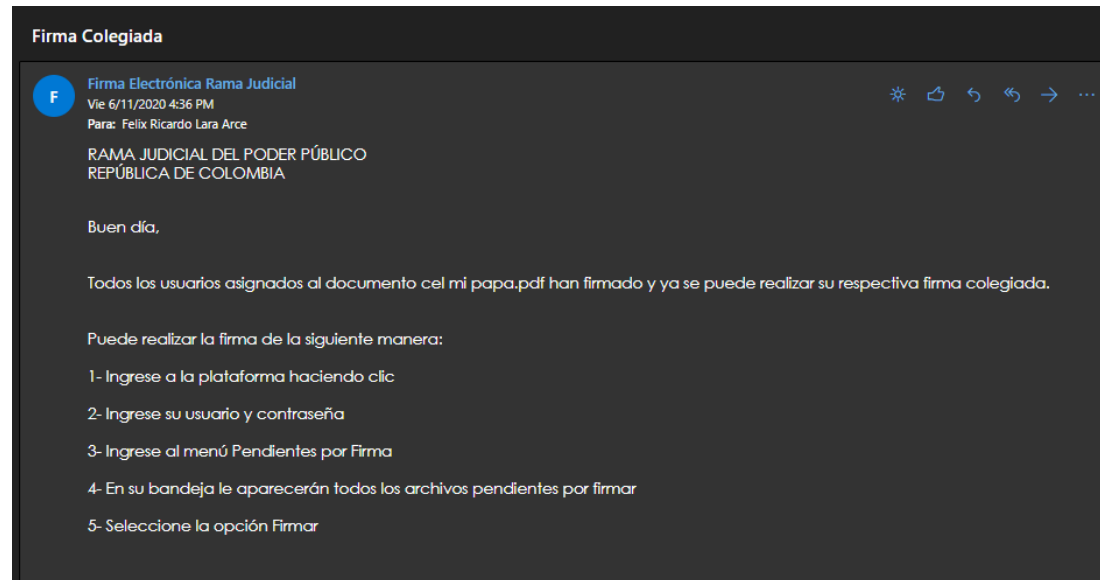 Firma Colegiada
F
Firma Electrónica Rama Judicial
Vie 6/11/2020 4:36 PM
Para: Felix Ricardo Lara Arce
RAMA JUDICIAL DEL PODER PÚBLICO
REPÚBLICA DE COLOMBIA
Buen día,
Todos los usuarios asignados al documento cel mi papa.pdf han firmado y ya se puede realizar su respectiva firma colegiada.
Puede realizar la firma de la siguiente manera:
1- Ingrese a la plataforma haciendo clic
2- Ingrese su usuario y contraseña
3- Ingrese al menú Pendientes por Firma
4- En su bandeja le aparecerán todos los archivos pendientes por firmar
5- Seleccione la opción Firmar